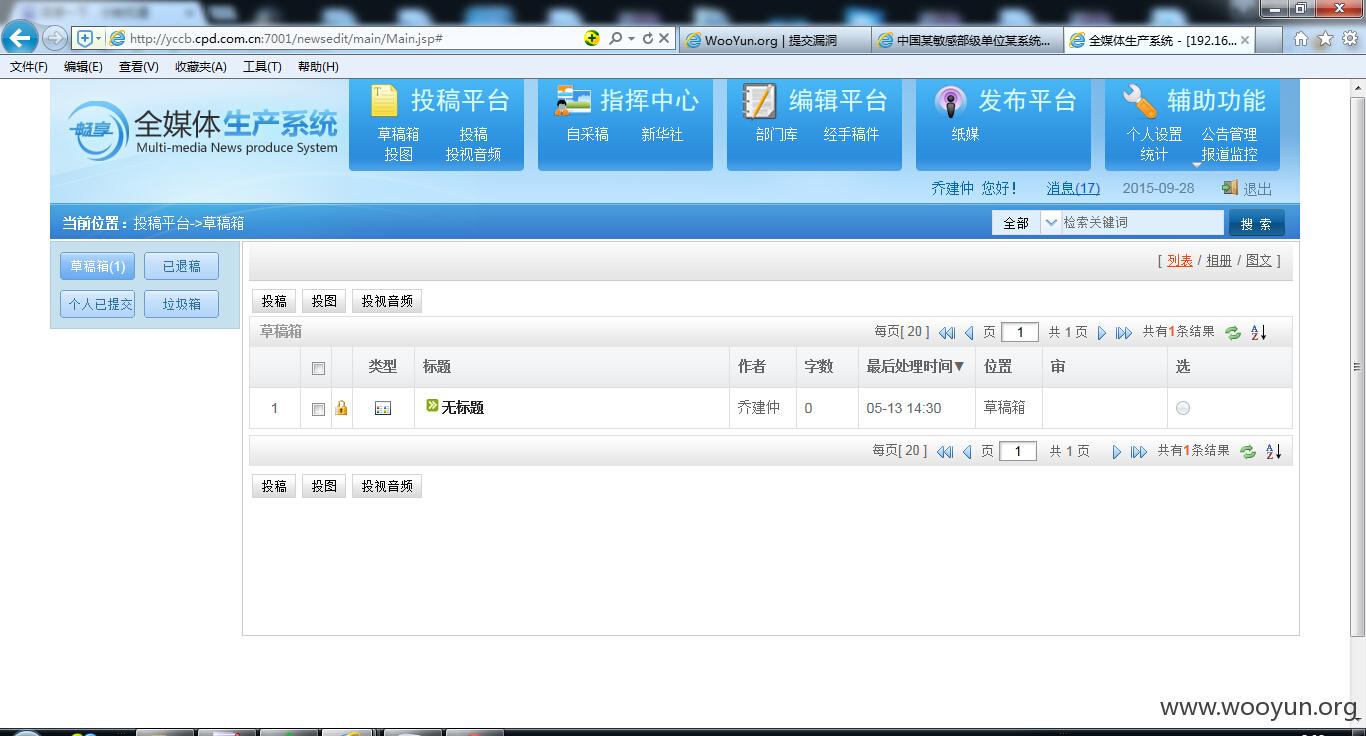 http://yccb.cpd.com.cn:7001/newsedit/main/Main.jsp#
WooYun.org | 提交漏洞
中国某敏感部级单位某系统...
全媒体生产系统 - [192.16...
文件(F) 编辑(E) 查看(V) 收藏夹(A) 工具(T) 帮助(H)
畅享 全媒体生产系统
Multi-media News produce System
投稿平台
草稿箱 投稿
投图 投视音频
指挥中心
自采稿 新华社
编辑平台
部门库 经手稿件
发布平台
纸媒
辅助功能
个人设置 公告管理
统计 报道监控
乔建仲 您好! 消息(17) 2015-09-28 退出
当前位置：投稿平台->草稿箱
全部 检索关键词 搜 索
草稿箱(1) 已退稿
个人已提交 垃圾箱
[ 列表 / 相册 / 图文 ]
投稿 投图 投视音频
草稿箱 每页[ 20 ] 页 1 共 1 页 共有1条结果
类型 标题 作者 字数 最后处理时间▼ 位置 审 选
1 无标题 乔建仲 0 05-13 14:30 草稿箱
每页[ 20 ] 页 1 共 1 页 共有1条结果
投稿 投图 投视音频
www.wooyun.org